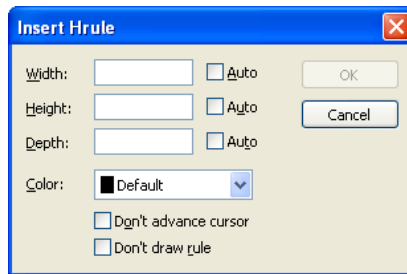 Insert Hrule
Width: Auto OK
Height: Auto Cancel
Depth: Auto
Color: Default
Don't advance cursor
Don't draw rule